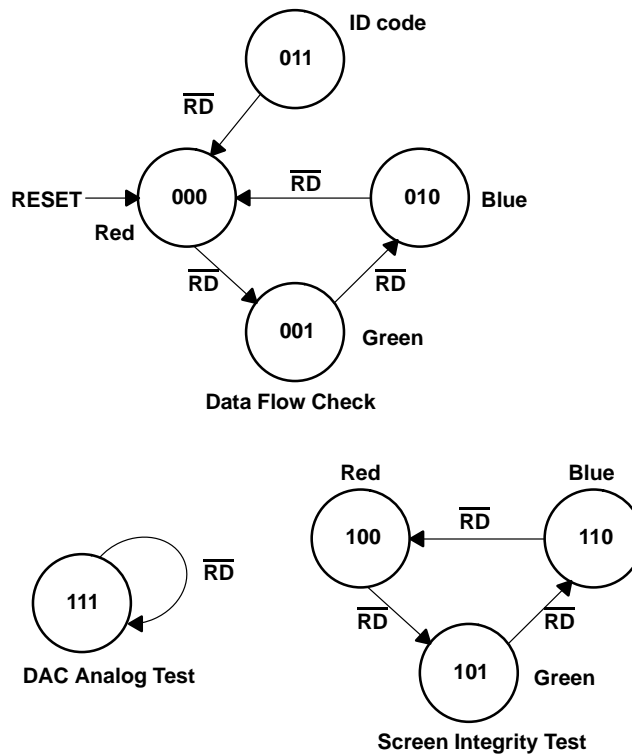 ID code
011
RD
RD
RESET
000
010
Blue
Red
RD
RD
001
Green
Data Flow Check
Red
Blue
RD
100
110
RD
111
RD
RD
101
Green
DAC Analog Test
Screen Integrity Test